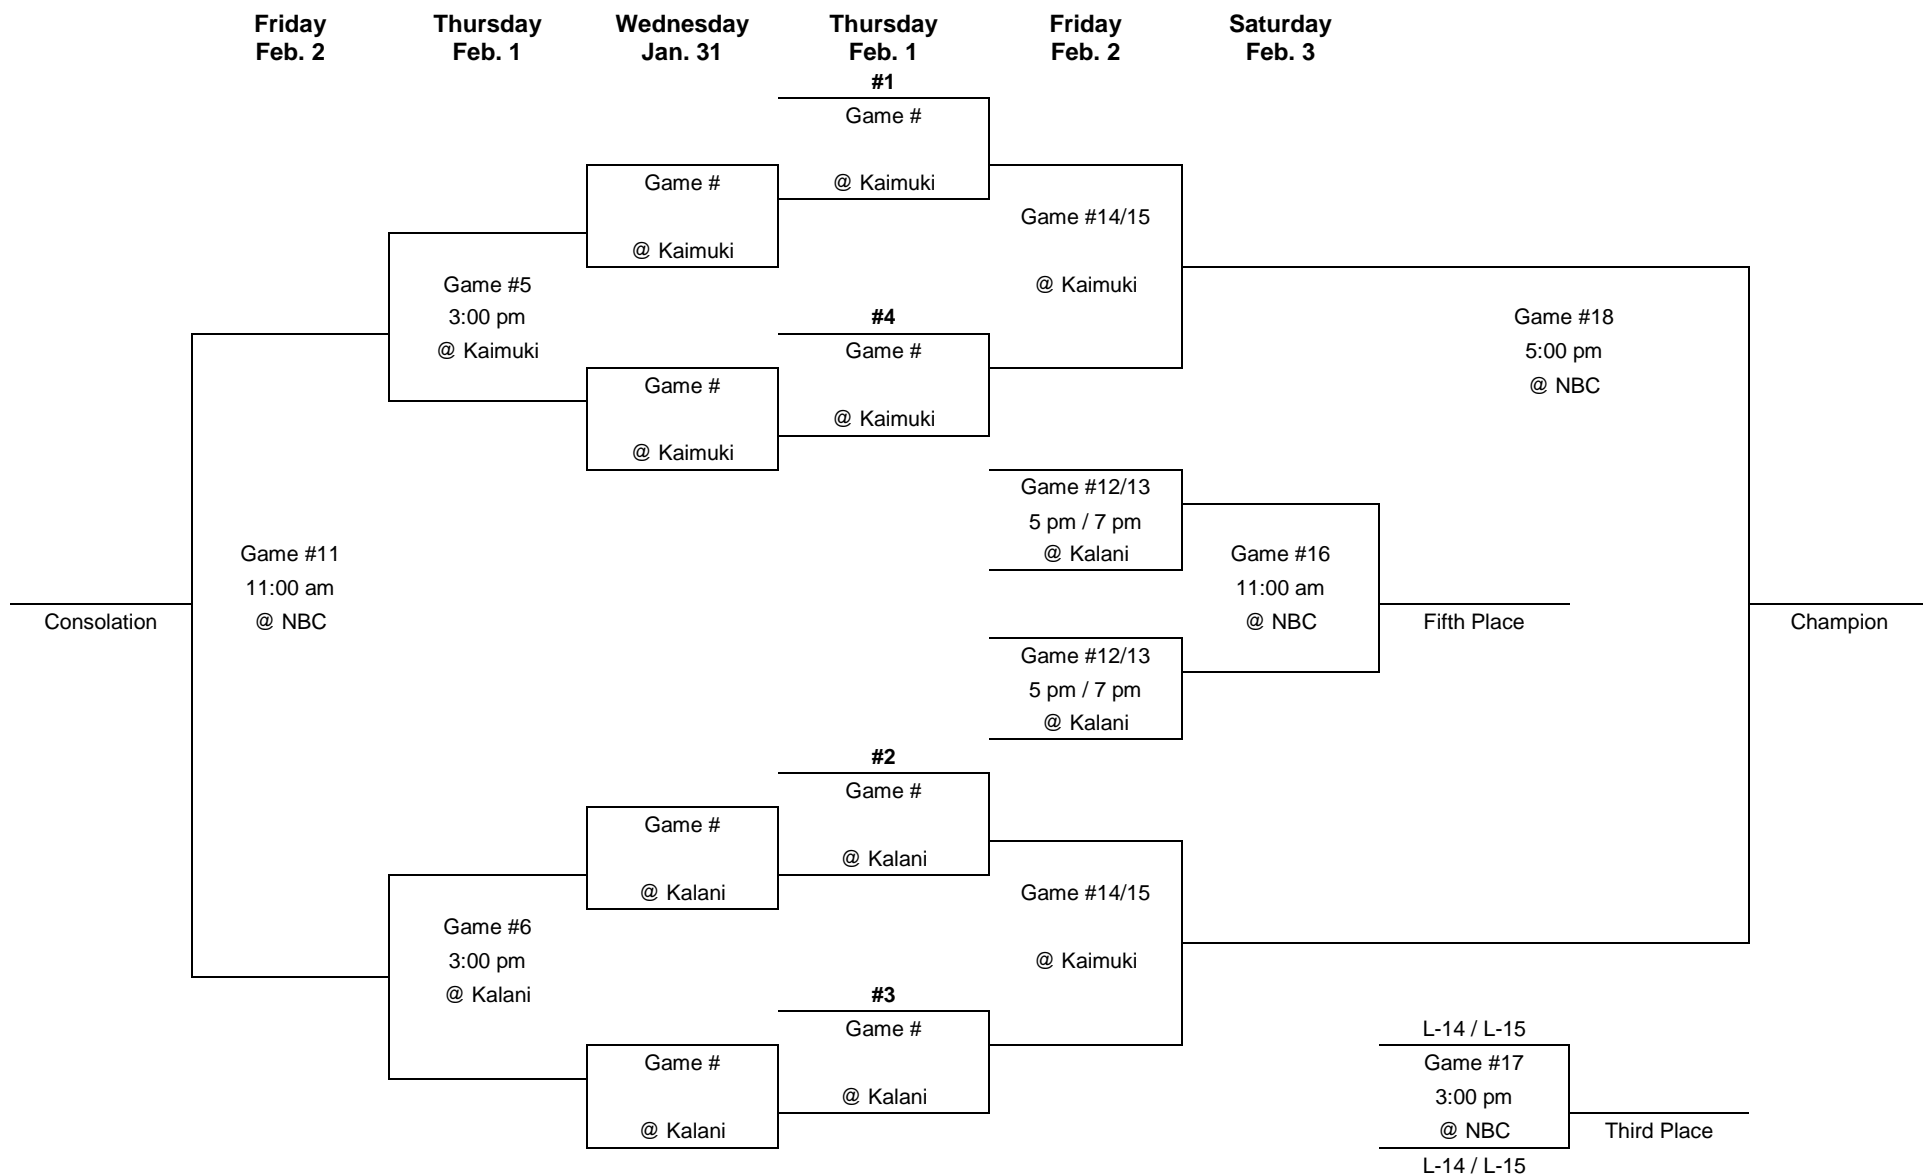 Friday Thursday Wednesday Thursday Friday Saturday
Feb. 2 Feb. 1 Jan. 31 Feb. 1 Feb. 2 Feb. 3
#1
Game #
Game # @ Kaimuki
Game #14/15
@ Kaimuki
Game #5 @ Kaimuki
3:00 pm #4 Game #18
@ Kaimuki Game # 5:00 pm
Game # @ NBC
@ Kaimuki
@ Kaimuki
Game #12/13
5 pm / 7 pm
Game #11 @ Kalani Game #16
11:00 am 11:00 am
Consolation @ NBC @ NBC Fifth Place Champion
Game #12/13
5 pm / 7 pm
@ Kalani
#2
Game #
Game #
@ Kalani
@ Kalani Game #14/15
Game #6
3:00 pm @ Kaimuki
@ Kalani #3
Game # L-14 / L-15
Game # Game #17
@ Kalani 3:00 pm
@ Kalani @ NBC Third Place
L-14 / L-15